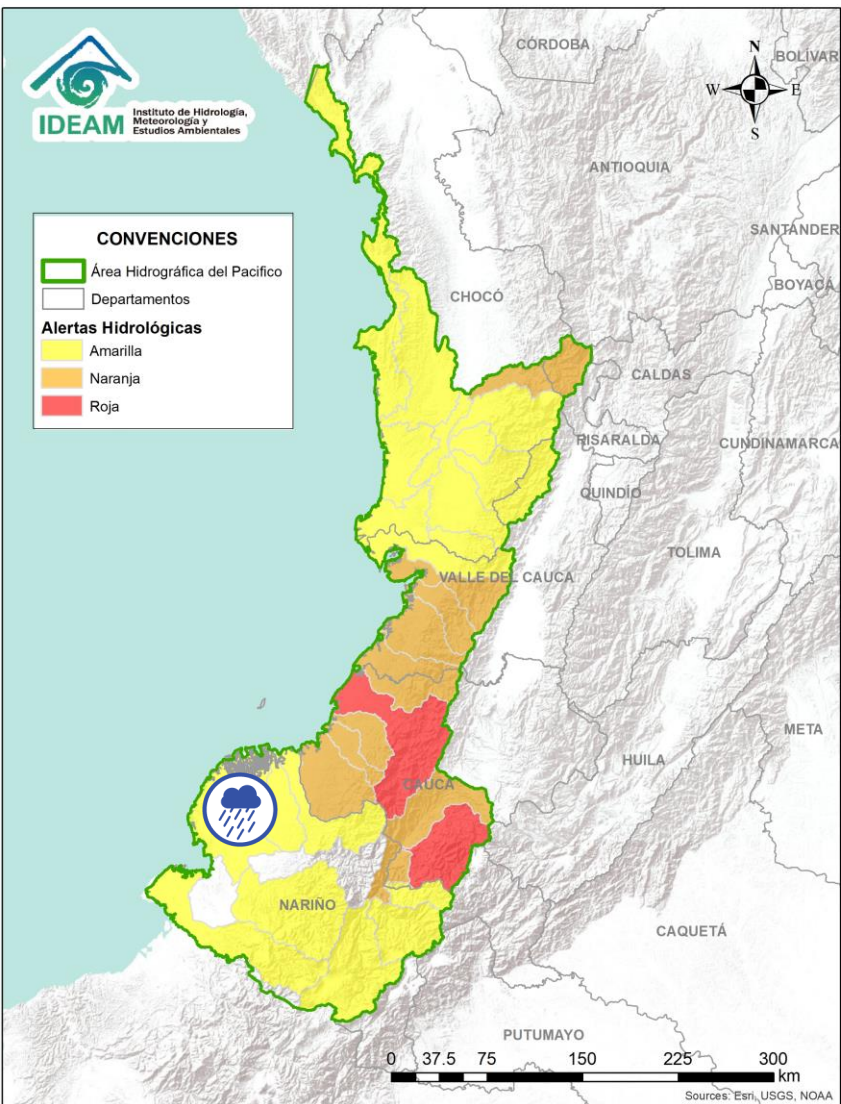 IDEAM
Instituto de Hidrología,
Meteorología y
Estudios Ambientales
CÓRDOBA
BOLÍVAR
N
W
E
S
ANTIOQUIA
SANTANDER
BOYACÁ
CONVENCIONES
Área Hidrográfica del Pacifico
Departamentos
Alertas Hidrológicas
Amarilla
Naranja
Roja
CHOCÓ
CALDAS
RISARALDA
CUNDINAMARCA
QUINDÍO
TOLIMA
VALLE DEL CAUCA
META
HUILA
CAUCA
NARIÑO
CAQUETÁ
PUTUMAYO
0 37.5 75 150 225 300
km
Sources: Esri, USGS, NOAA